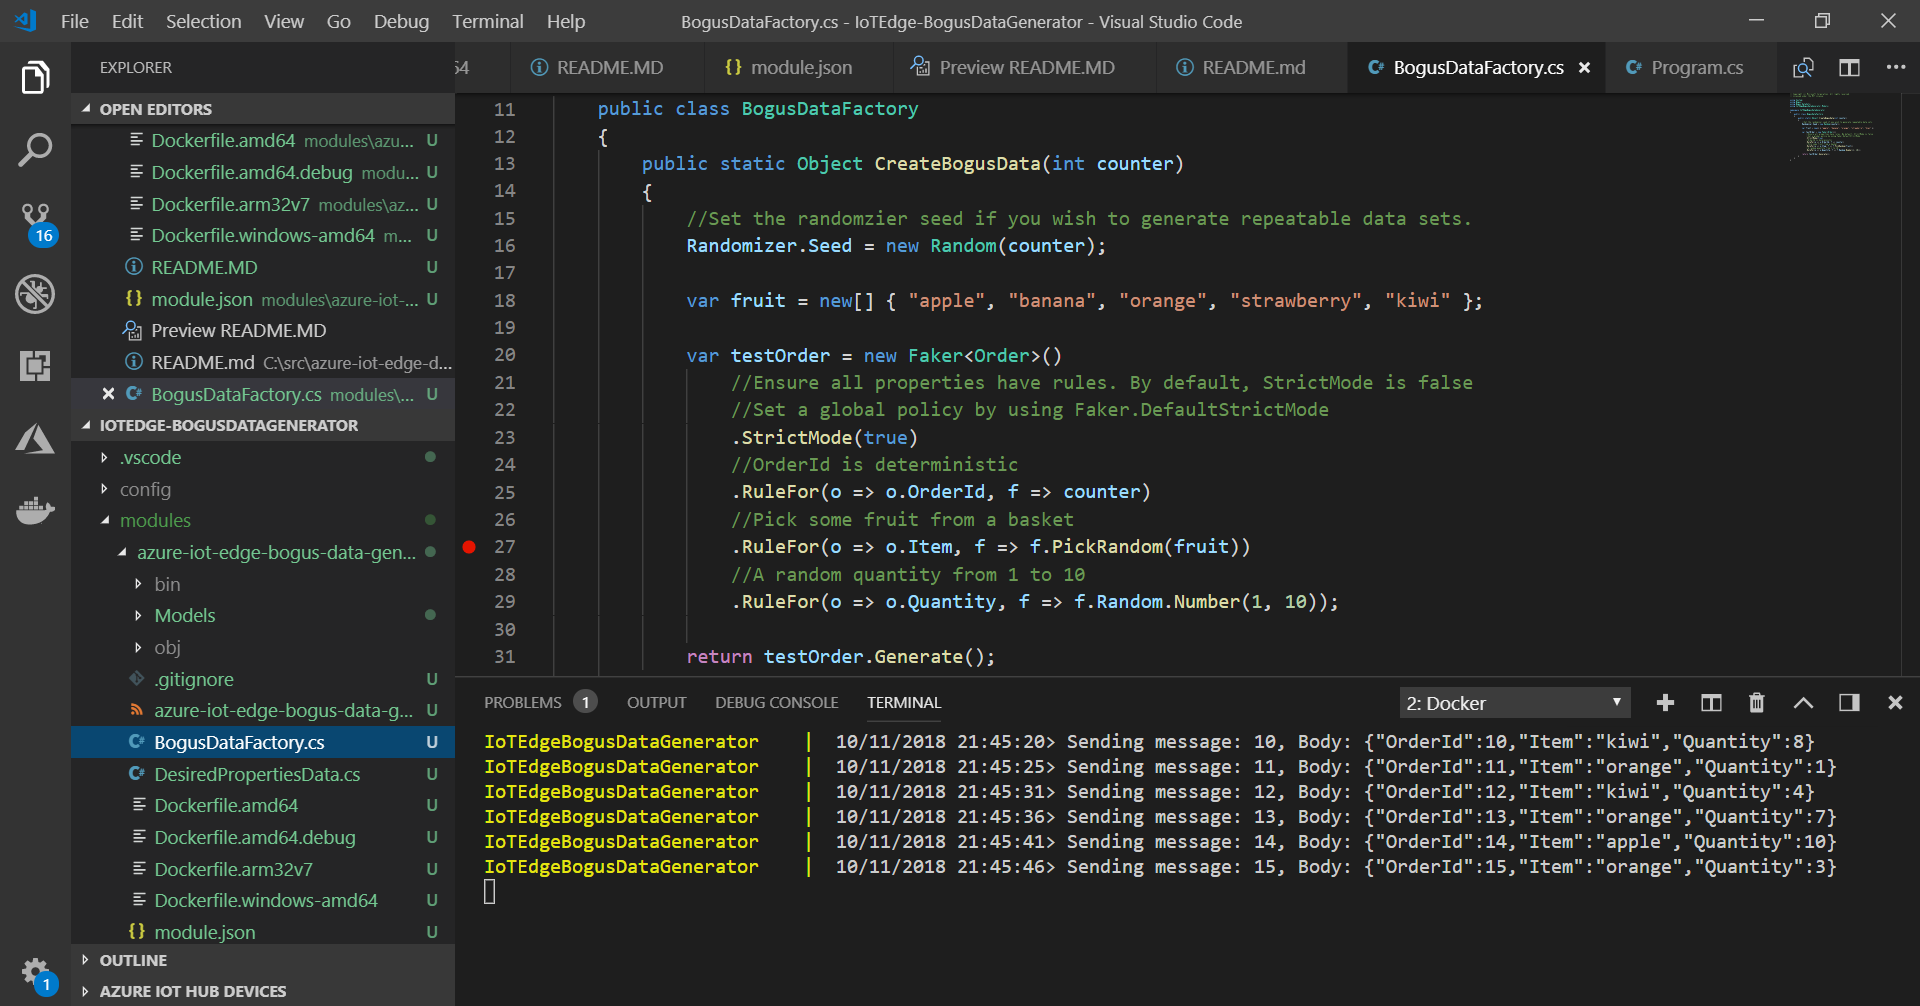 File Edit Selection View Go Debug Terminal Help BogusDataFactory.cs - IoTEdge-BogusDataGenerator - Visual Studio Code
EXPLORER
OPEN EDITORS
Dockerfile.amd64 modules\azu... U
Dockerfile.amd64.debug modu... U
Dockerfile.arm32v7 modules\az... U
Dockerfile.windows-amd64 m... U
README.MD U
module.json modules\azure-iot-... U
Preview README.MD
README.md C:\src\azure-iot-edge-d...
BogusDataFactory.cs modules\... U
IOTEDGE-BOGUSDATAGENERATOR
.vscode
config
modules
azure-iot-edge-bogus-data-gen...
bin
Models
obj
.gitignore U
azure-iot-edge-bogus-data-g... U
BogusDataFactory.cs U
DesiredPropertiesData.cs U
Dockerfile.amd64 U
Dockerfile.amd64.debug U
Dockerfile.arm32v7 U
Dockerfile.windows-amd64 U
module.json U
OUTLINE
AZURE IOT HUB DEVICES
16
1
64 README.MD {} module.json Preview README.MD README.md C# BogusDataFactory.cs C# Program.cs
11 public class BogusDataFactory
12 {
13 public static Object CreateBogusData(int counter)
14 {
15 //Set the randomzier seed if you wish to generate repeatable data sets.
16 Randomizer.Seed = new Random(counter);
17
18 var fruit = new[] { "apple", "banana", "orange", "strawberry", "kiwi" };
19
20 var testOrder = new Faker<Order>()
21 //Ensure all properties have rules. By default, StrictMode is false
22 //Set a global policy by using Faker.DefaultStrictMode
23 .StrictMode(true)
24 //OrderId is deterministic
25 .RuleFor(o => o.OrderId, f => counter)
26 //Pick some fruit from a basket
27 .RuleFor(o => o.Item, f => f.PickRandom(fruit))
28 //A random quantity from 1 to 10
29 .RuleFor(o => o.Quantity, f => f.Random.Number(1, 10));
30
31 return testOrder.Generate();
PROBLEMS 1 OUTPUT DEBUG CONSOLE TERMINAL 2: Docker
IoTEdgeBogusDataGenerator | 10/11/2018 21:45:20> Sending message: 10, Body: {"OrderId":10,"Item":"kiwi","Quantity":8}
IoTEdgeBogusDataGenerator | 10/11/2018 21:45:25> Sending message: 11, Body: {"OrderId":11,"Item":"orange","Quantity":1}
IoTEdgeBogusDataGenerator | 10/11/2018 21:45:31> Sending message: 12, Body: {"OrderId":12,"Item":"kiwi","Quantity":4}
IoTEdgeBogusDataGenerator | 10/11/2018 21:45:36> Sending message: 13, Body: {"OrderId":13,"Item":"orange","Quantity":7}
IoTEdgeBogusDataGenerator | 10/11/2018 21:45:41> Sending message: 14, Body: {"OrderId":14,"Item":"apple","Quantity":10}
IoTEdgeBogusDataGenerator | 10/11/2018 21:45:46> Sending message: 15, Body: {"OrderId":15,"Item":"orange","Quantity":3}